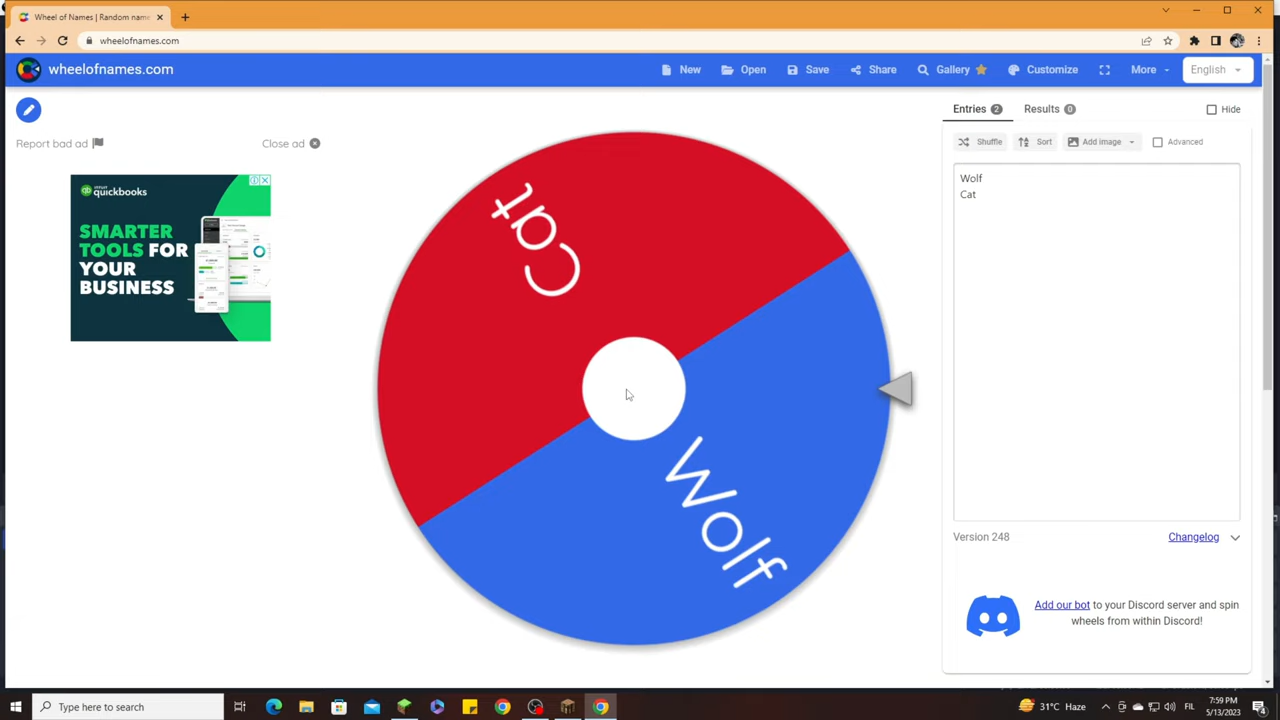 Wheel of Names | Random name
wheelofnames.com
wheelofnames.com
New
Open
Save
Share
Gallery
Customize
More
English
Report bad ad
Close ad
intuit
quickbooks
SMARTER
TOOLS FOR
YOUR
BUSINESS
Cat
Wolf
Entries 2
Results 0
Hide
Shuffle
Sort
Add image
Advanced
Wolf
Cat
Version 248
Changelog
Add our bot to your Discord server and spin
wheels from within Discord!
Type here to search
31°C Haze
FIL
7:59 PM
5/13/2023
4